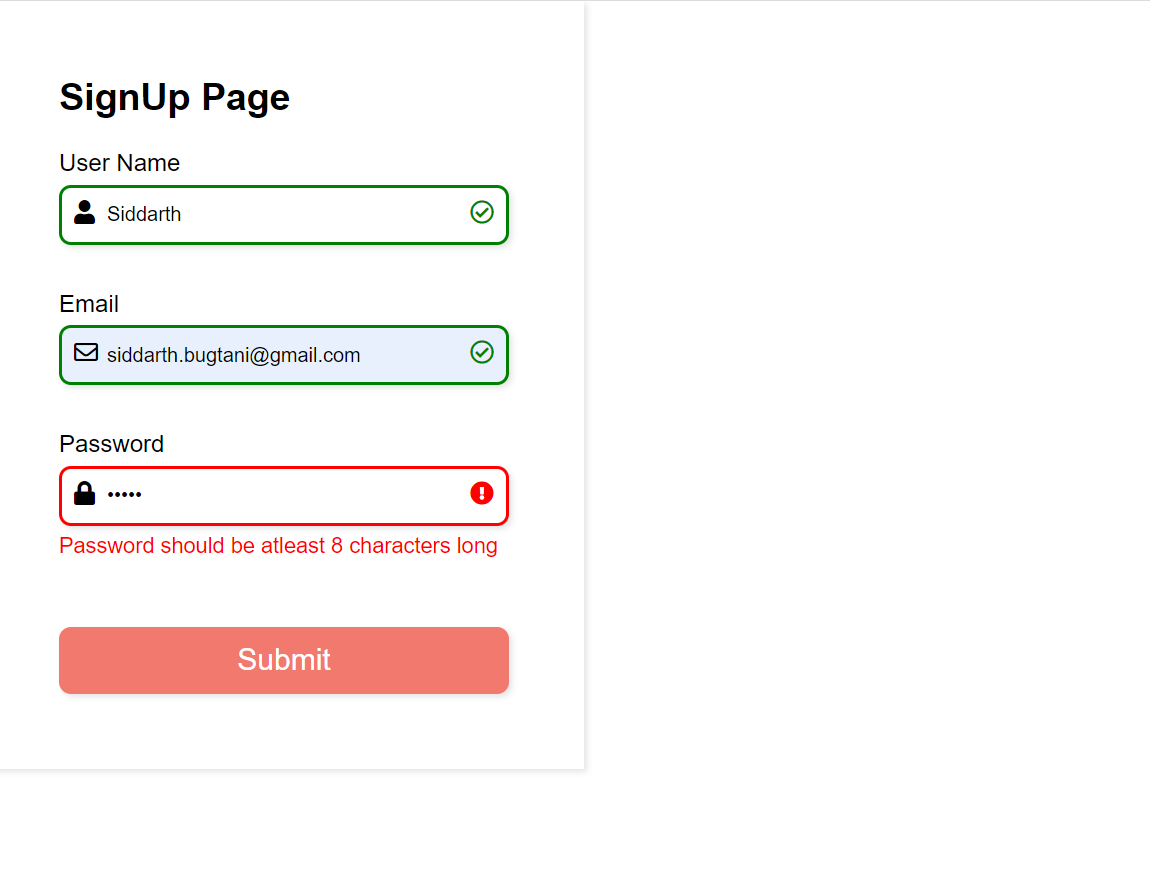 SignUp Page
User Name
Siddarth
Email
siddarth.bugtani@gmail.com
Password
•••••
Password should be atleast 8 characters long
Submit